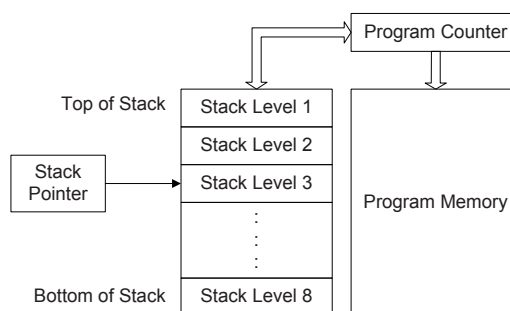 Program Counter
Top of Stack
Stack Level 1
Stack Level 2
Stack
Pointer
Stack Level 3
Program Memory
:
:
:
Bottom of Stack
Stack Level 8